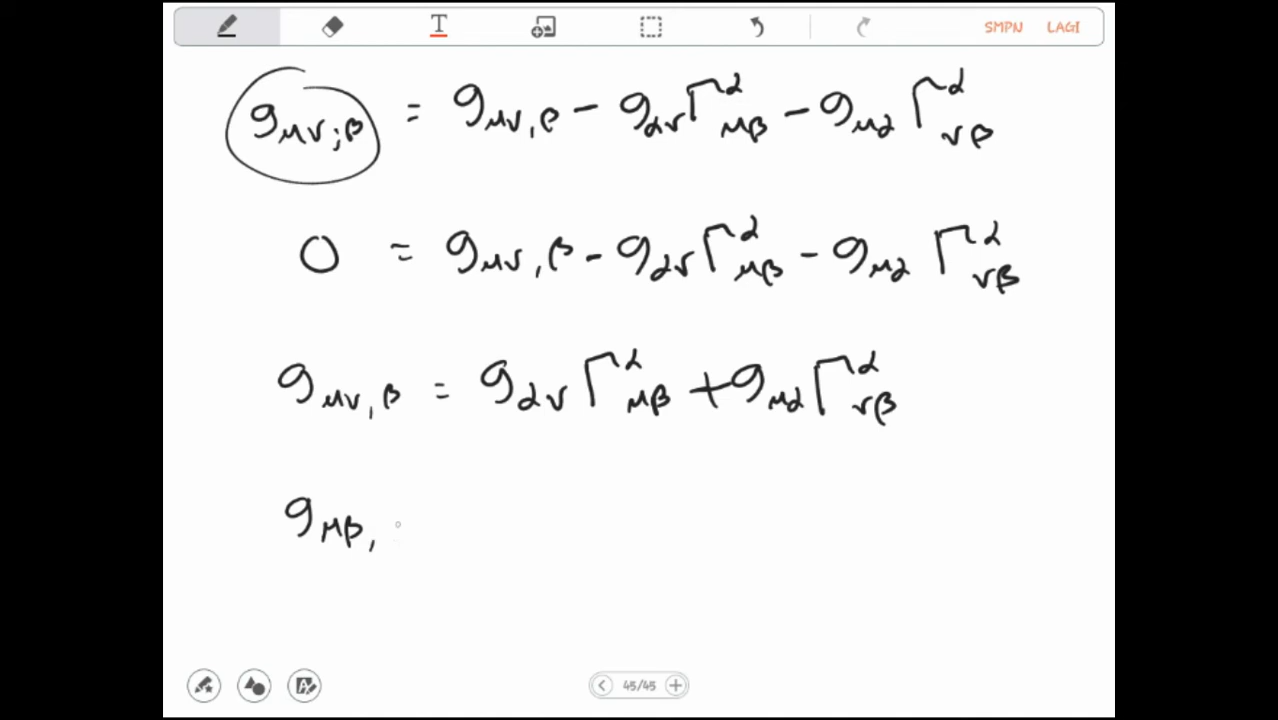 T SMPN LAGI
g_{μν;β} = g_{μν,β} - g_{αν} Γ^α_{μβ} - g_{μα} Γ^α_{νβ}
0 = g_{μν,β} - g_{αν} Γ^α_{μβ} - g_{μα} Γ^α_{νβ}
g_{μν,β} = g_{αν} Γ^α_{μβ} + g_{μα} Γ^α_{νβ}
g_{μβ,
45/45